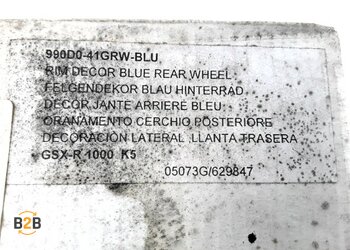 990D0-41GRW-BLU
RIM DECOR BLUE REAR WHEEL
FELGENDEKOR BLAU HINTERRAD
DECOR JANTE ARRIERE BLEU
ORANAMENTO CERCHIO POSTERIORE
DECORACIÓN LATERAL .LLANTA TRASERA
GSX-R 1000 K5
05073G/629847
B2B